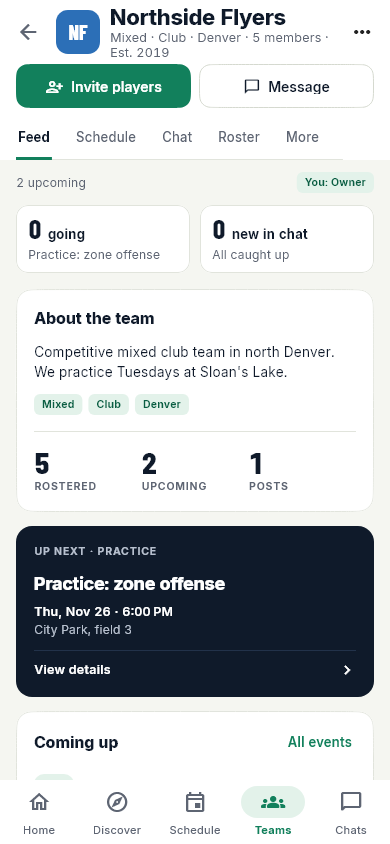 NF
Northside Flyers
Mixed · Club · Denver · 5 members ·
Est. 2019
Invite players
Message
Feed
Schedule
Chat
Roster
More
2 upcoming
You: Owner
0 going
Practice: zone offense
0 new in chat
All caught up
About the team
Competitive mixed club team in north Denver.
We practice Tuesdays at Sloan's Lake.
Mixed
Club
Denver
5
ROSTERED
2
UPCOMING
1
POSTS
UP NEXT · PRACTICE
Practice: zone offense
Thu, Nov 26 · 6:00 PM
City Park, field 3
View details
Coming up
All events
Home
Discover
Schedule
Teams
Chats